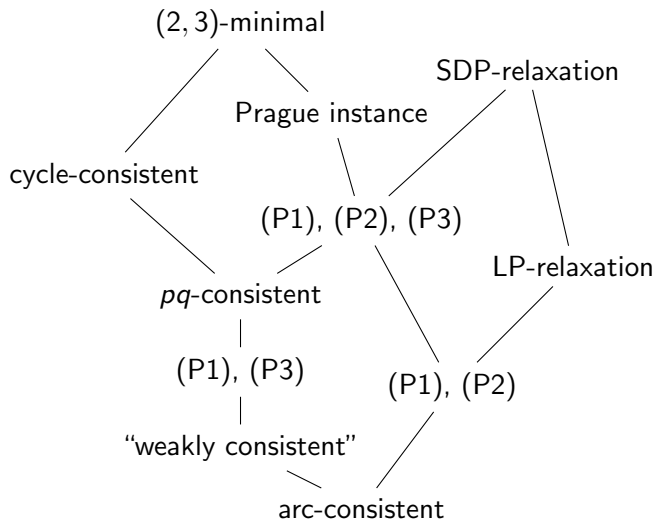 (2, 3)-minimal
SDP-relaxation
Prague instance
cycle-consistent
(P1), (P2), (P3)
LP-relaxation
pq-consistent
(P1), (P3)
(P1), (P2)
“weakly consistent”
arc-consistent